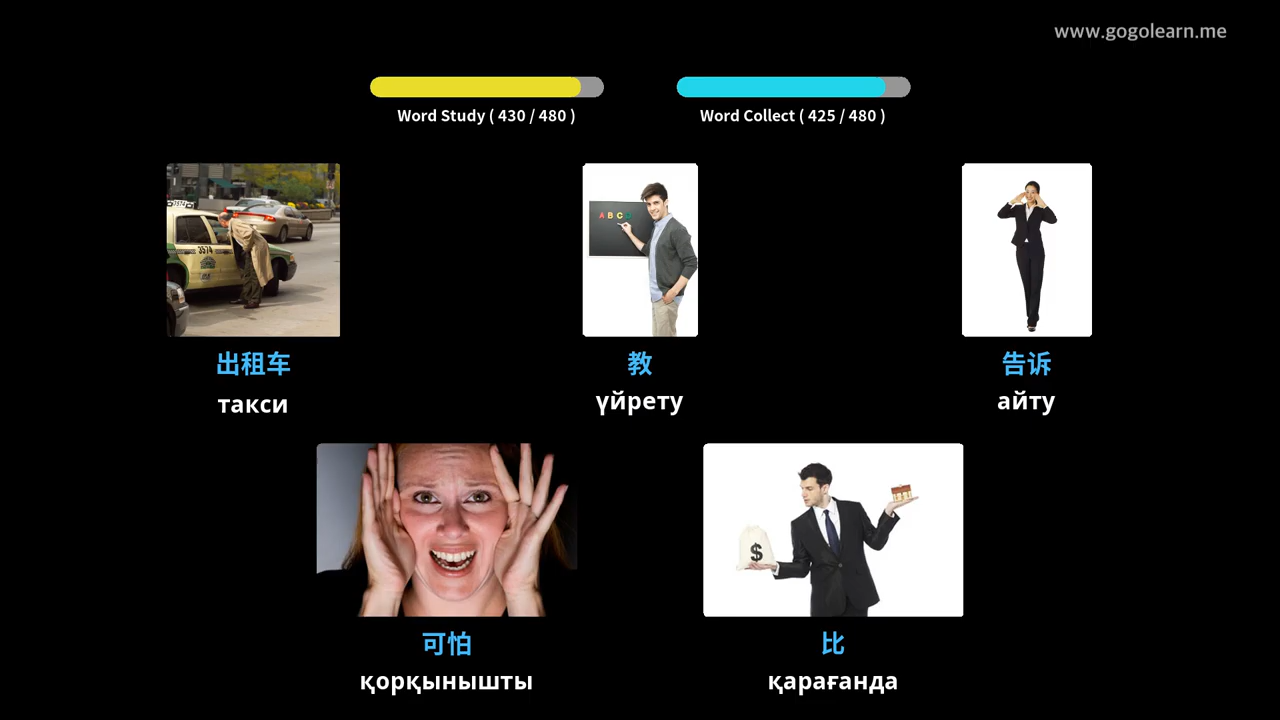 www.gogolearn.me
Word Study ( 430 / 480 )
Word Collect ( 425 / 480 )
3574
A B C
$
出租车
教
告诉
такси
үйрету
айту
可怕
比
қорқынышты
қарағанда